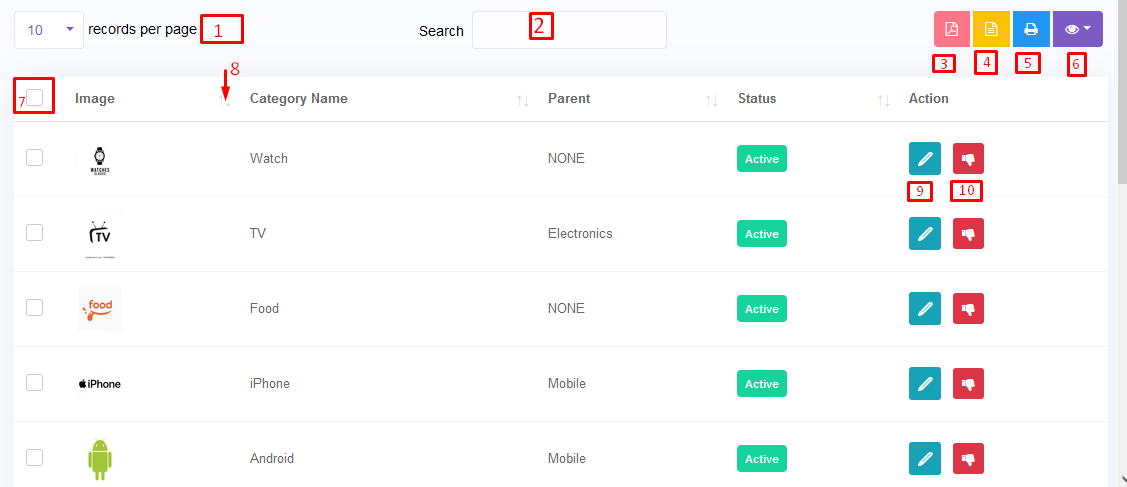 10 records per page 1
Search 2
3 4 5 6
7 8
Image Category Name Parent Status Action
WATCHES Watch NONE Active
9 10
TV TV Electronics Active
food Food NONE Active
iPhone iPhone Mobile Active
Android Mobile Active